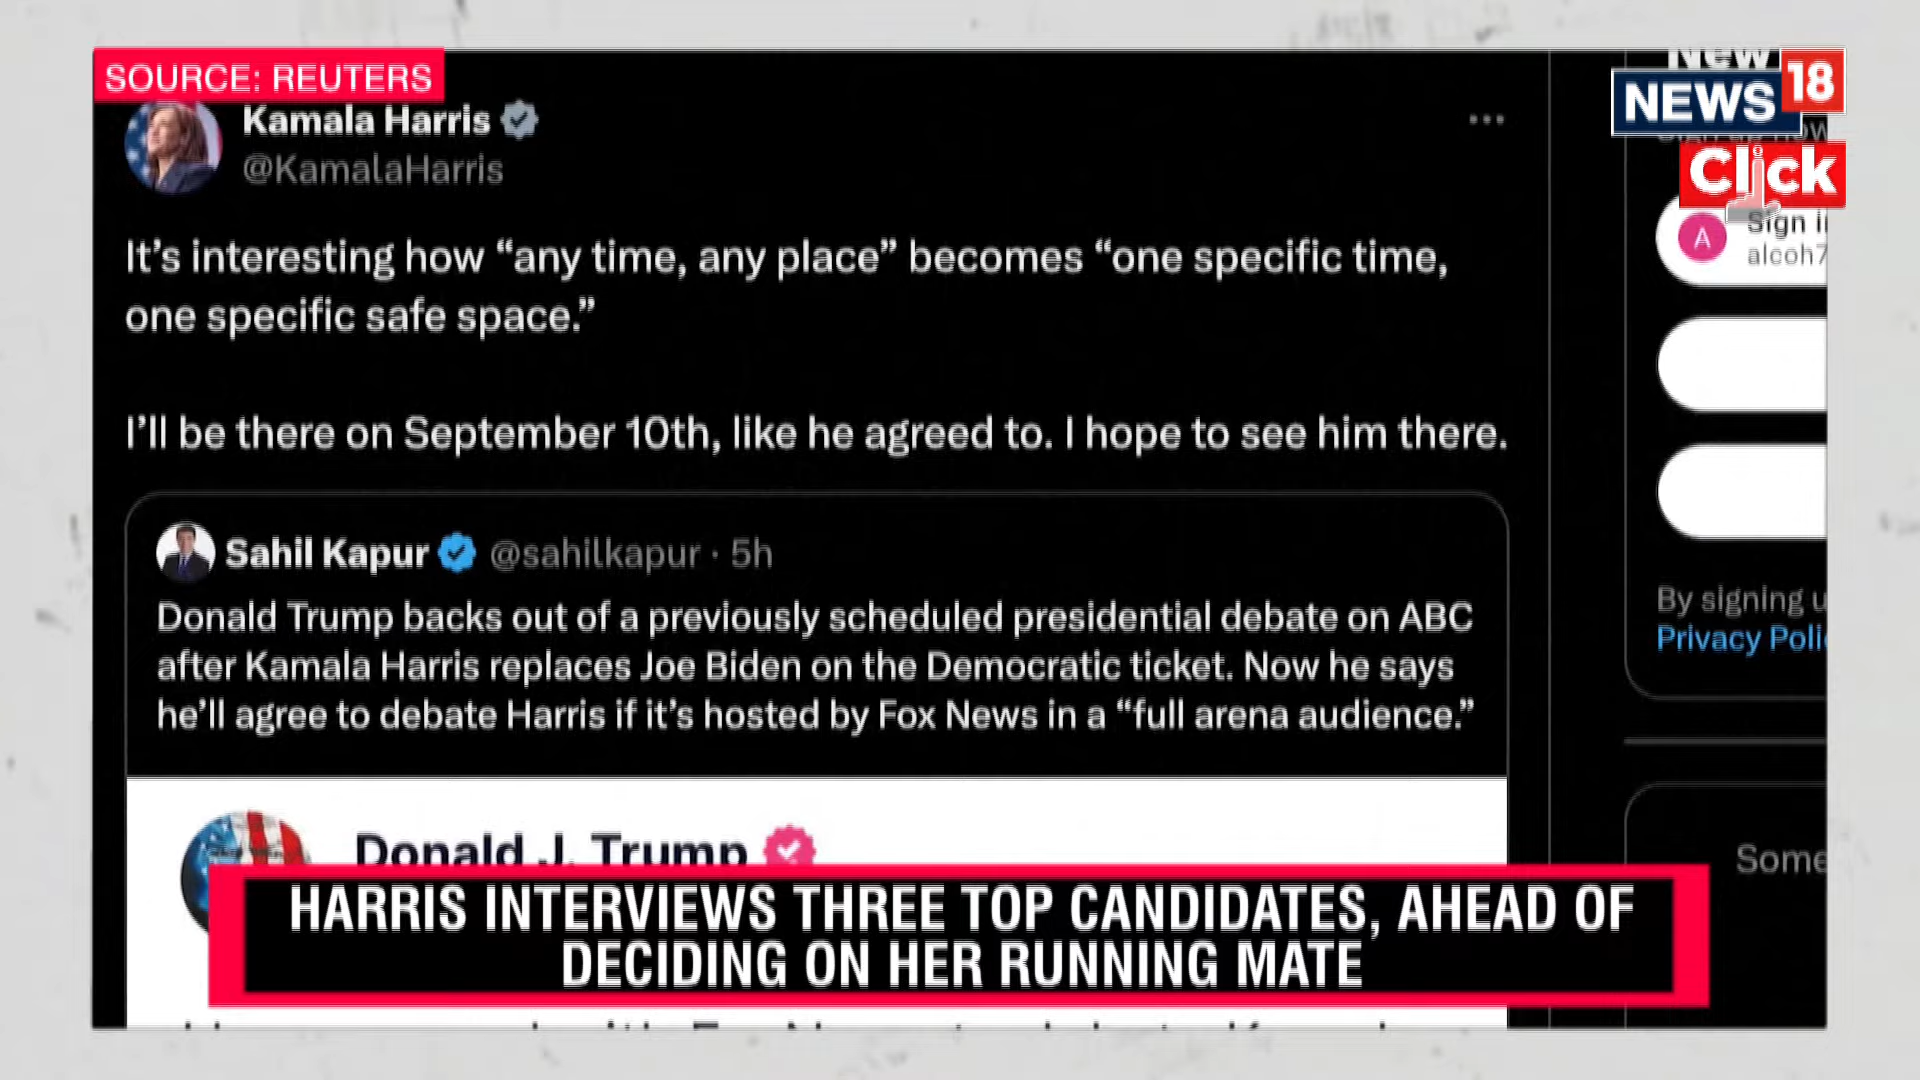 SOURCE: REUTERS
New
NEWS 18
Click
Kamala Harris
@KamalaHarris
It's interesting how “any time, any place” becomes “one specific time,
one specific safe space.”
I'll be there on September 10th, like he agreed to. I hope to see him there.
Sahil Kapur @sahilkapur · 5h
Donald Trump backs out of a previously scheduled presidential debate on ABC
after Kamala Harris replaces Joe Biden on the Democratic ticket. Now he says
he'll agree to debate Harris if it's hosted by Fox News in a “full arena audience.”
Donald J. Trump
HARRIS INTERVIEWS THREE TOP CANDIDATES, AHEAD OF
DECIDING ON HER RUNNING MATE
A
Sign
alcoh7
By signing
Privacy
Some